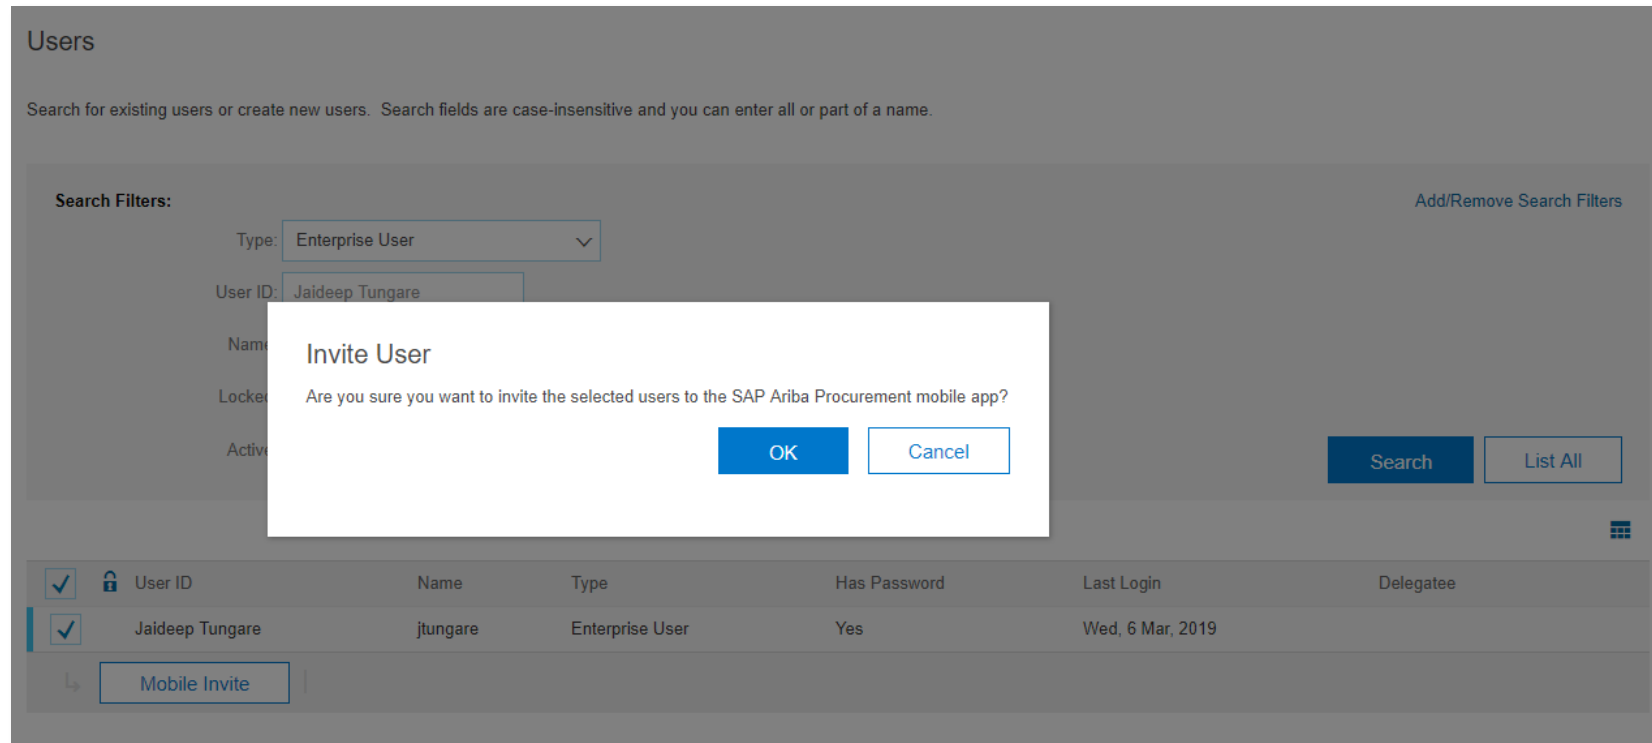 Users
Search for existing users or create new users. Search fields are case-insensitive and you can enter all or part of a name.
Search Filters:
Add/Remove Search Filters
Type: Enterprise User
User ID: Jaideep Tungare
Name
Locked
Active
Invite User
Are you sure you want to invite the selected users to the SAP Ariba Procurement mobile app?
OK Cancel
Search List All
User ID Name Type Has Password Last Login Delegatee
Jaideep Tungare jtungare Enterprise User Yes Wed, 6 Mar, 2019
Mobile Invite